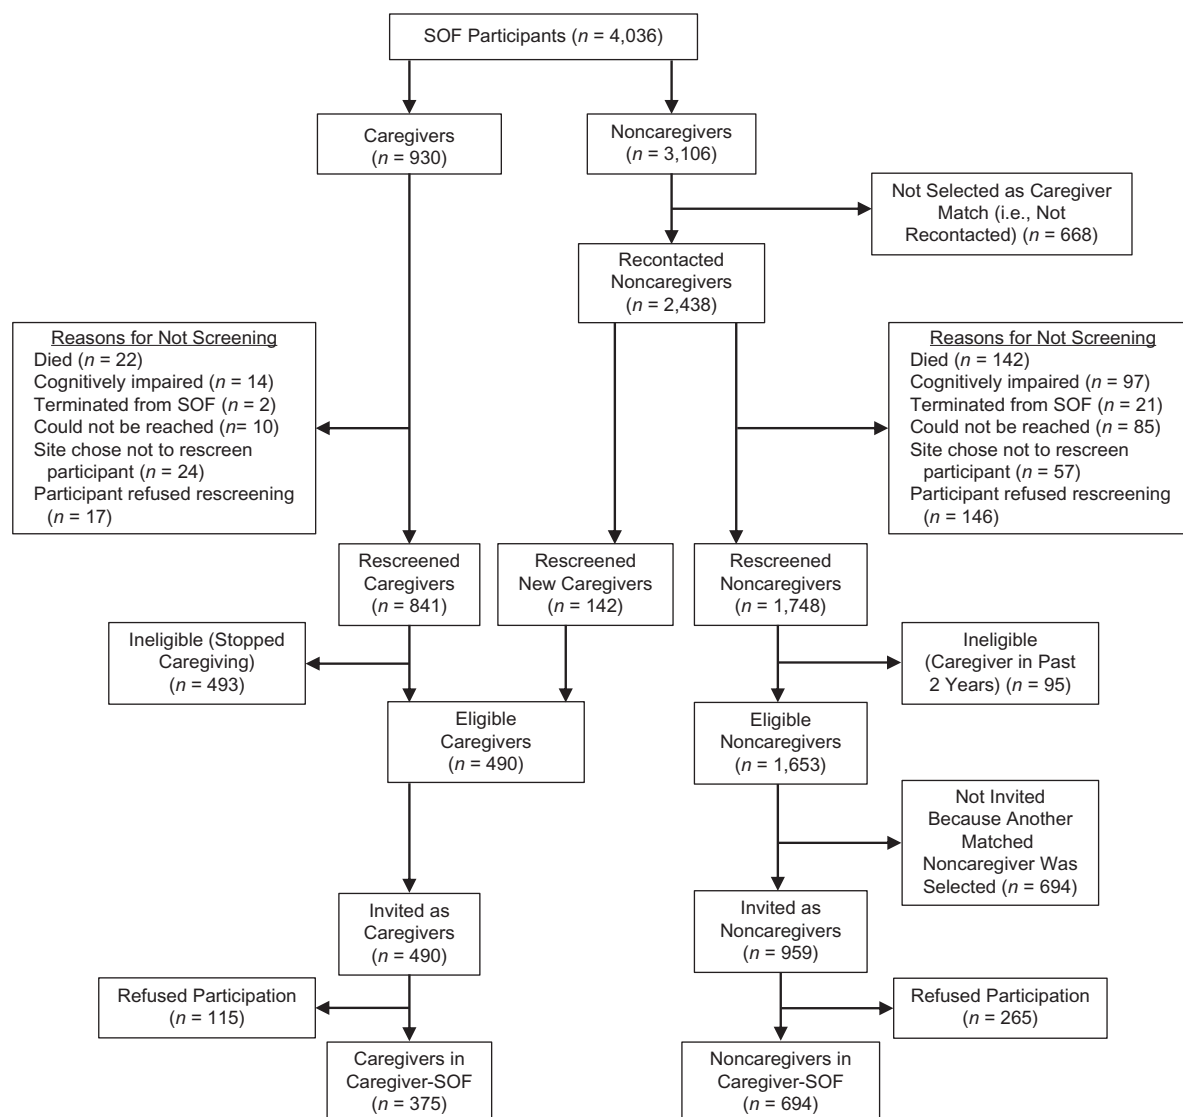 SOF Participants (n = 4,036)
Caregivers
(n = 930)
Noncaregivers
(n = 3,106)
Not Selected as Caregiver
Match (i.e., Not
Recontacted) (n = 668)
Recontacted
Noncaregivers
(n = 2,438)
Reasons for Not Screening
Died (n = 22)
Cognitively impaired (n = 14)
Terminated from SOF (n = 2)
Could not be reached (n= 10)
Site chose not to rescreen
participant (n = 24)
Participant refused rescreening
(n = 17)
Reasons for Not Screening
Died (n = 142)
Cognitively impaired (n = 97)
Terminated from SOF (n = 21)
Could not be reached (n = 85)
Site chose not to rescreen
participant (n = 57)
Participant refused rescreening
(n = 146)
Rescreened
Caregivers
(n = 841)
Rescreened
New Caregivers
(n = 142)
Rescreened
Noncaregivers
(n = 1,748)
Ineligible (Stopped
Caregiving)
(n = 493)
Ineligible
(Caregiver in Past
2 Years) (n = 95)
Eligible
Caregivers
(n = 490)
Eligible
Noncaregivers
(n = 1,653)
Not Invited
Because Another
Matched
Noncaregiver Was
Selected (n = 694)
Invited as
Caregivers
(n = 490)
Invited as
Noncaregivers
(n = 959)
Refused Participation
(n = 115)
Refused Participation
(n = 265)
Caregivers in
Caregiver-SOF
(n = 375)
Noncaregivers in
Caregiver-SOF
(n = 694)